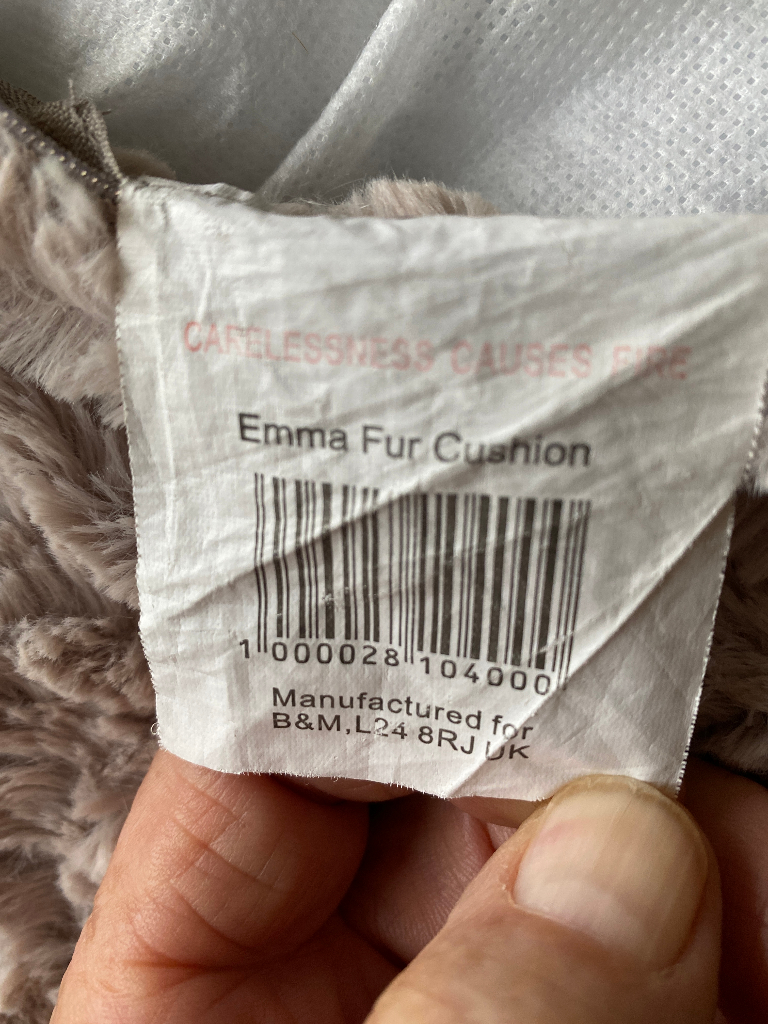 CARELESSNESS CAUSES FIRE
Emma Fur Cushion
1 000028 104000
Manufactured for
B&M,L24 8RJ UK